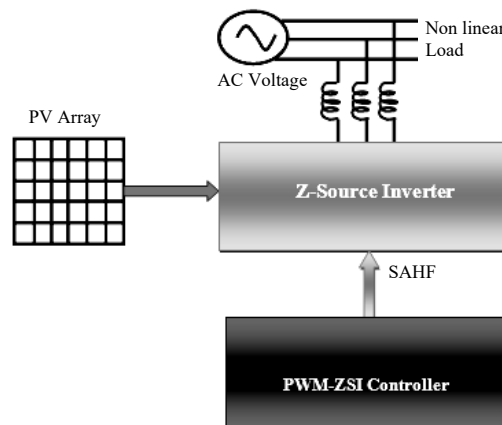 Non linear
Load
AC Voltage
PV Array
Z-Source Inverter
SAHF
PWM-ZSI Controller